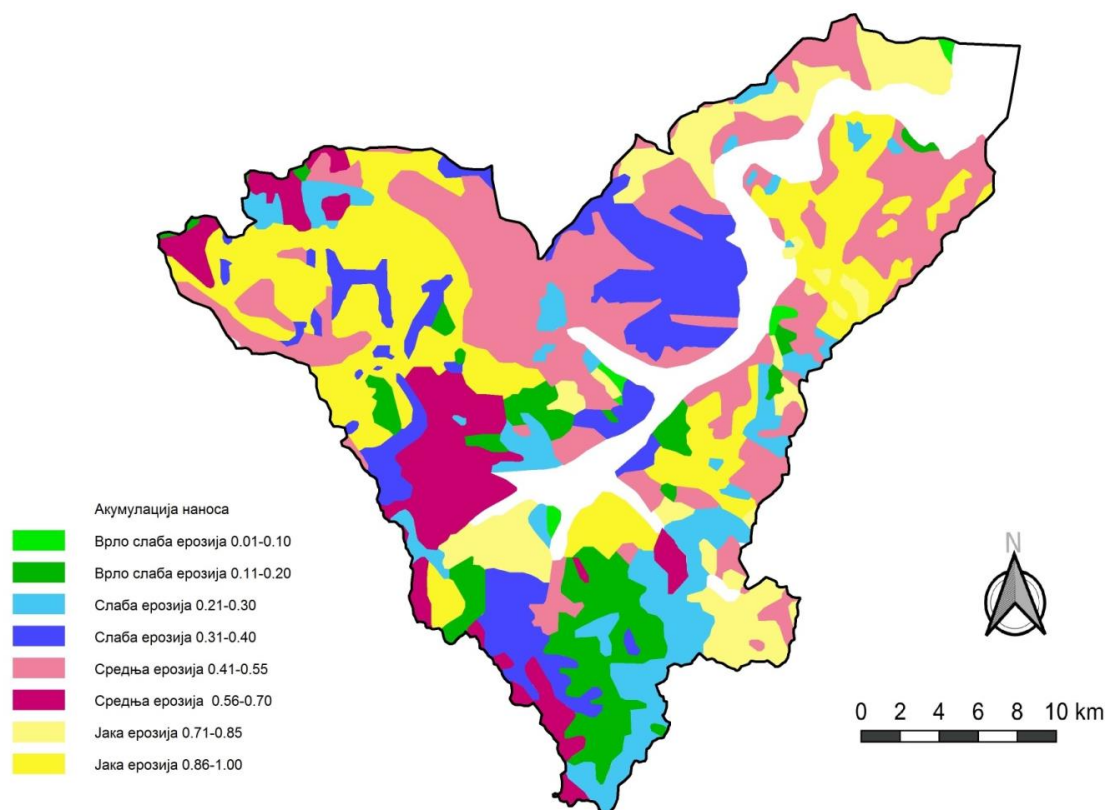 Акумулација наноса
Врло слаба ерозија 0.01-0.10
Врло слаба ерозија 0.11-0.20
Слаба ерозија 0.21-0.30
Слаба ерозија 0.31-0.40
Средња ерозија 0.41-0.55
Средња ерозија 0.56-0.70
Јака ерозија 0.71-0.85
Јака ерозија 0.86-1.00
N
0 2 4 6 8 10 km